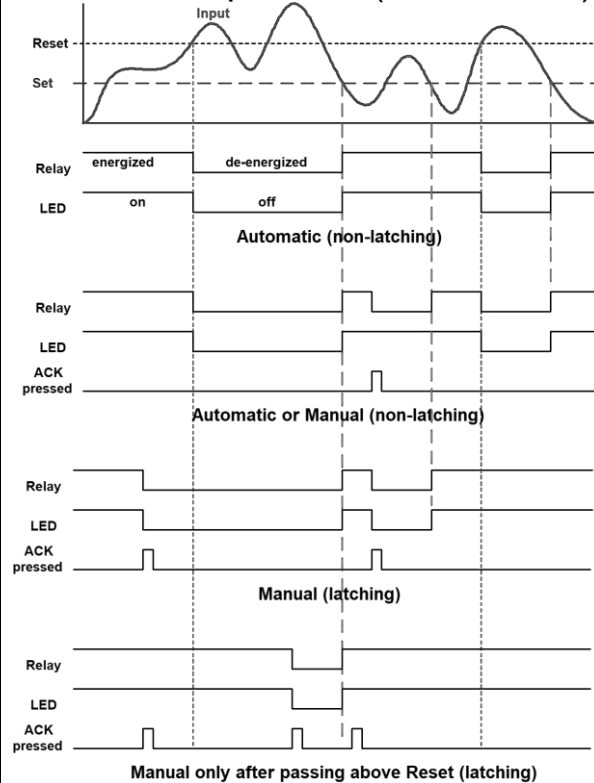 Input
Reset
Set
Relay energized de-energized
LED on off
Automatic (non-latching)
Relay
LED
ACK
pressed
Automatic or Manual (non-latching)
Relay
LED
ACK
pressed
Manual (latching)
Relay
LED
ACK
pressed
Manual only after passing above Reset (latching)